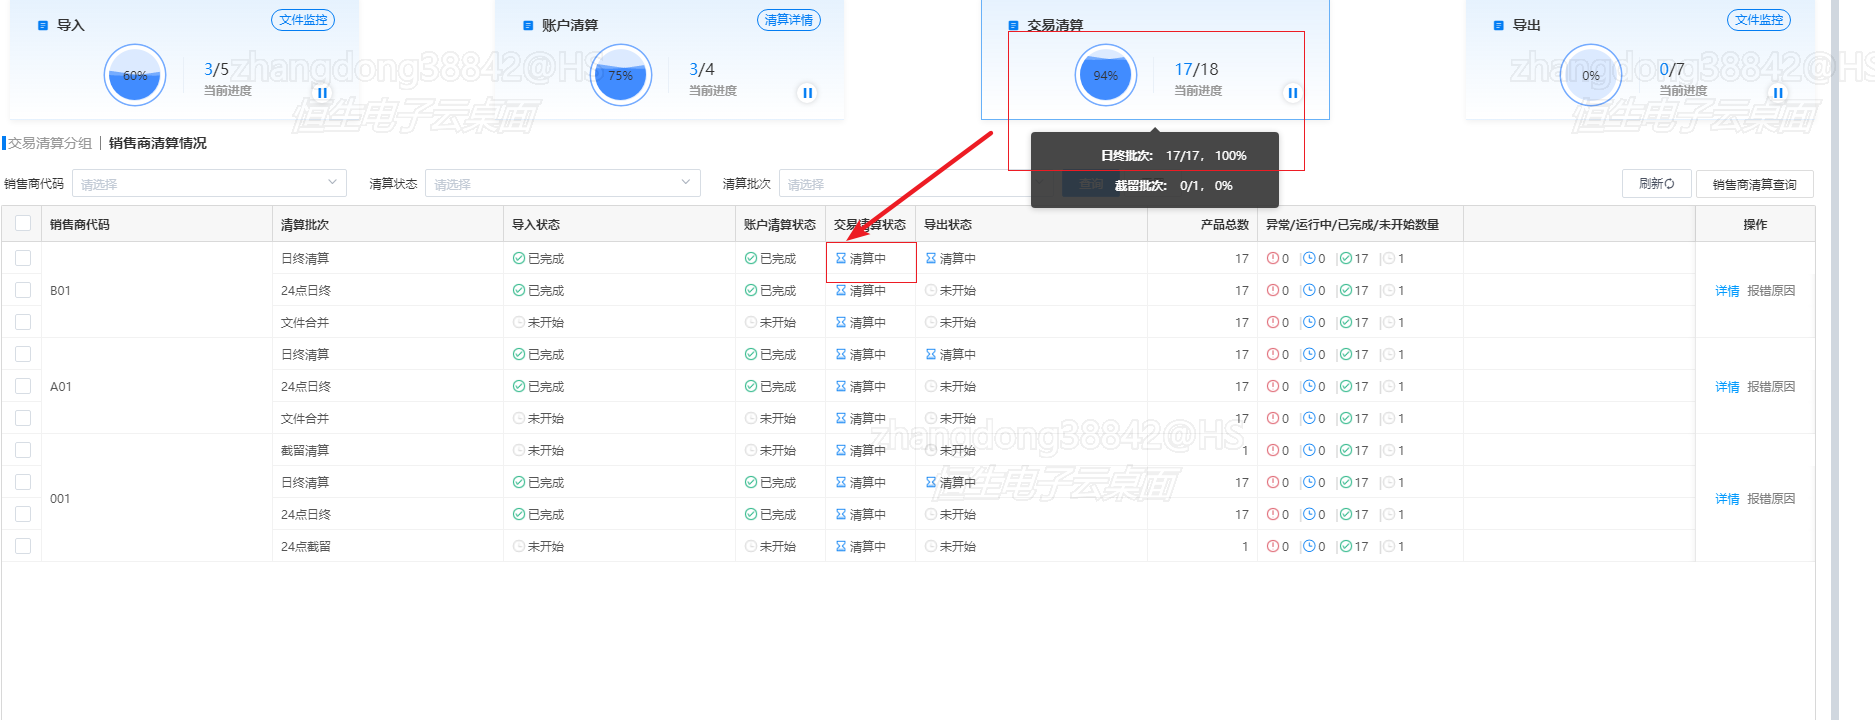 导入 文件监控
60% 3/5
当前进度
账户清算 清算详情
75% 3/4
当前进度
交易清算
94% 17/18
当前进度
导出 文件监控
0% 0/7
当前进度
zhangdong38842@HS
恒生电子云桌面
zhangdong38842@HS
恒生电子云桌面
日终批次： 17/17， 100%
截留批次： 0/1， 0%
交易清算分组 | 销售商清算情况
销售商代码 请选择 清算状态 请选择 清算批次 请选择 查询 刷新 销售商清算查询
销售商代码 清算批次 导入状态 账户清算状态 交易清算状态 导出状态 产品总数 异常/运行中/已完成/未开始数量 操作
日终清算 已完成 已完成 清算中 清算中 17 0 | 0 | 17 | 1
B01 24点日终 已完成 已完成 清算中 未开始 17 0 | 0 | 17 | 1 详情 报错原因
文件合并 未开始 未开始 清算中 未开始 17 0 | 0 | 17 | 1
日终清算 已完成 已完成 清算中 清算中 17 0 | 0 | 17 | 1
A01 24点日终 已完成 已完成 清算中 未开始 17 0 | 0 | 17 | 1 详情 报错原因
文件合并 未开始 未开始 清算中 未开始 17 0 | 0 | 17 | 1
截留清算 未开始 未开始 清算中 未开始 1 0 | 0 | 17 | 1
日终清算 已完成 已完成 清算中 清算中 17 0 | 0 | 17 | 1
001 详情 报错原因
24点日终 已完成 已完成 清算中 未开始 17 0 | 0 | 17 | 1
24点截留 未开始 未开始 清算中 未开始 1 0 | 0 | 17 | 1
zhangdong38842@HS
恒生电子云桌面